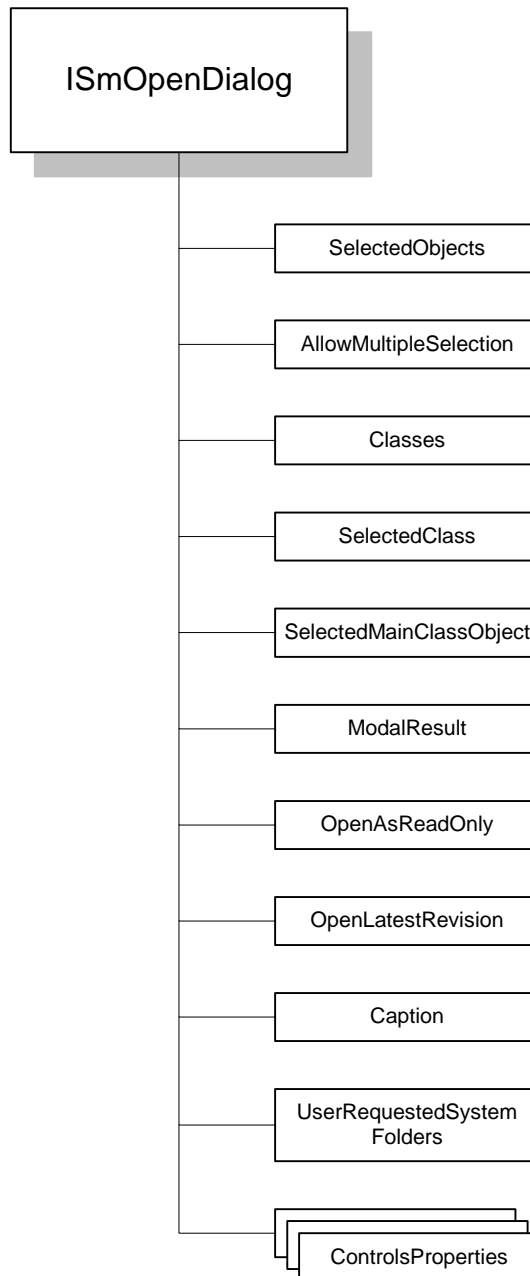 ISmOpenDialog
SelectedObjects
AllowMultipleSelection
Classes
SelectedClass
SelectedMainClassObject
ModalResult
OpenAsReadOnly
OpenLatestRevision
Caption
UserRequestedSystem
Folders
ControlsProperties